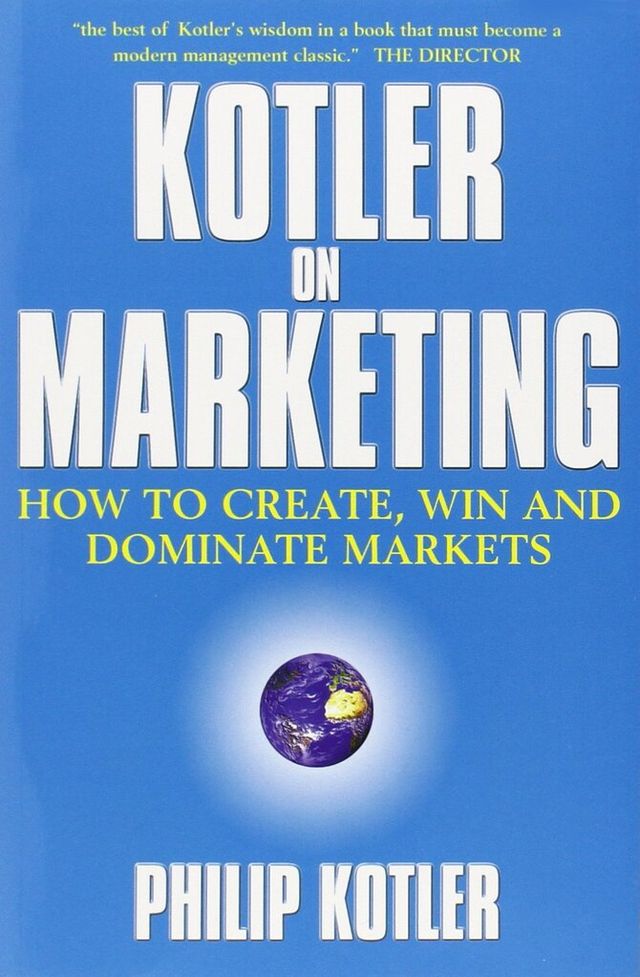 "the best of Kotler's wisdom in a book that must become a
modern management classic." THE DIRECTOR
KOTLER
ON
MARKETING
HOW TO CREATE, WIN AND
DOMINATE MARKETS
PHILIP KOTLER